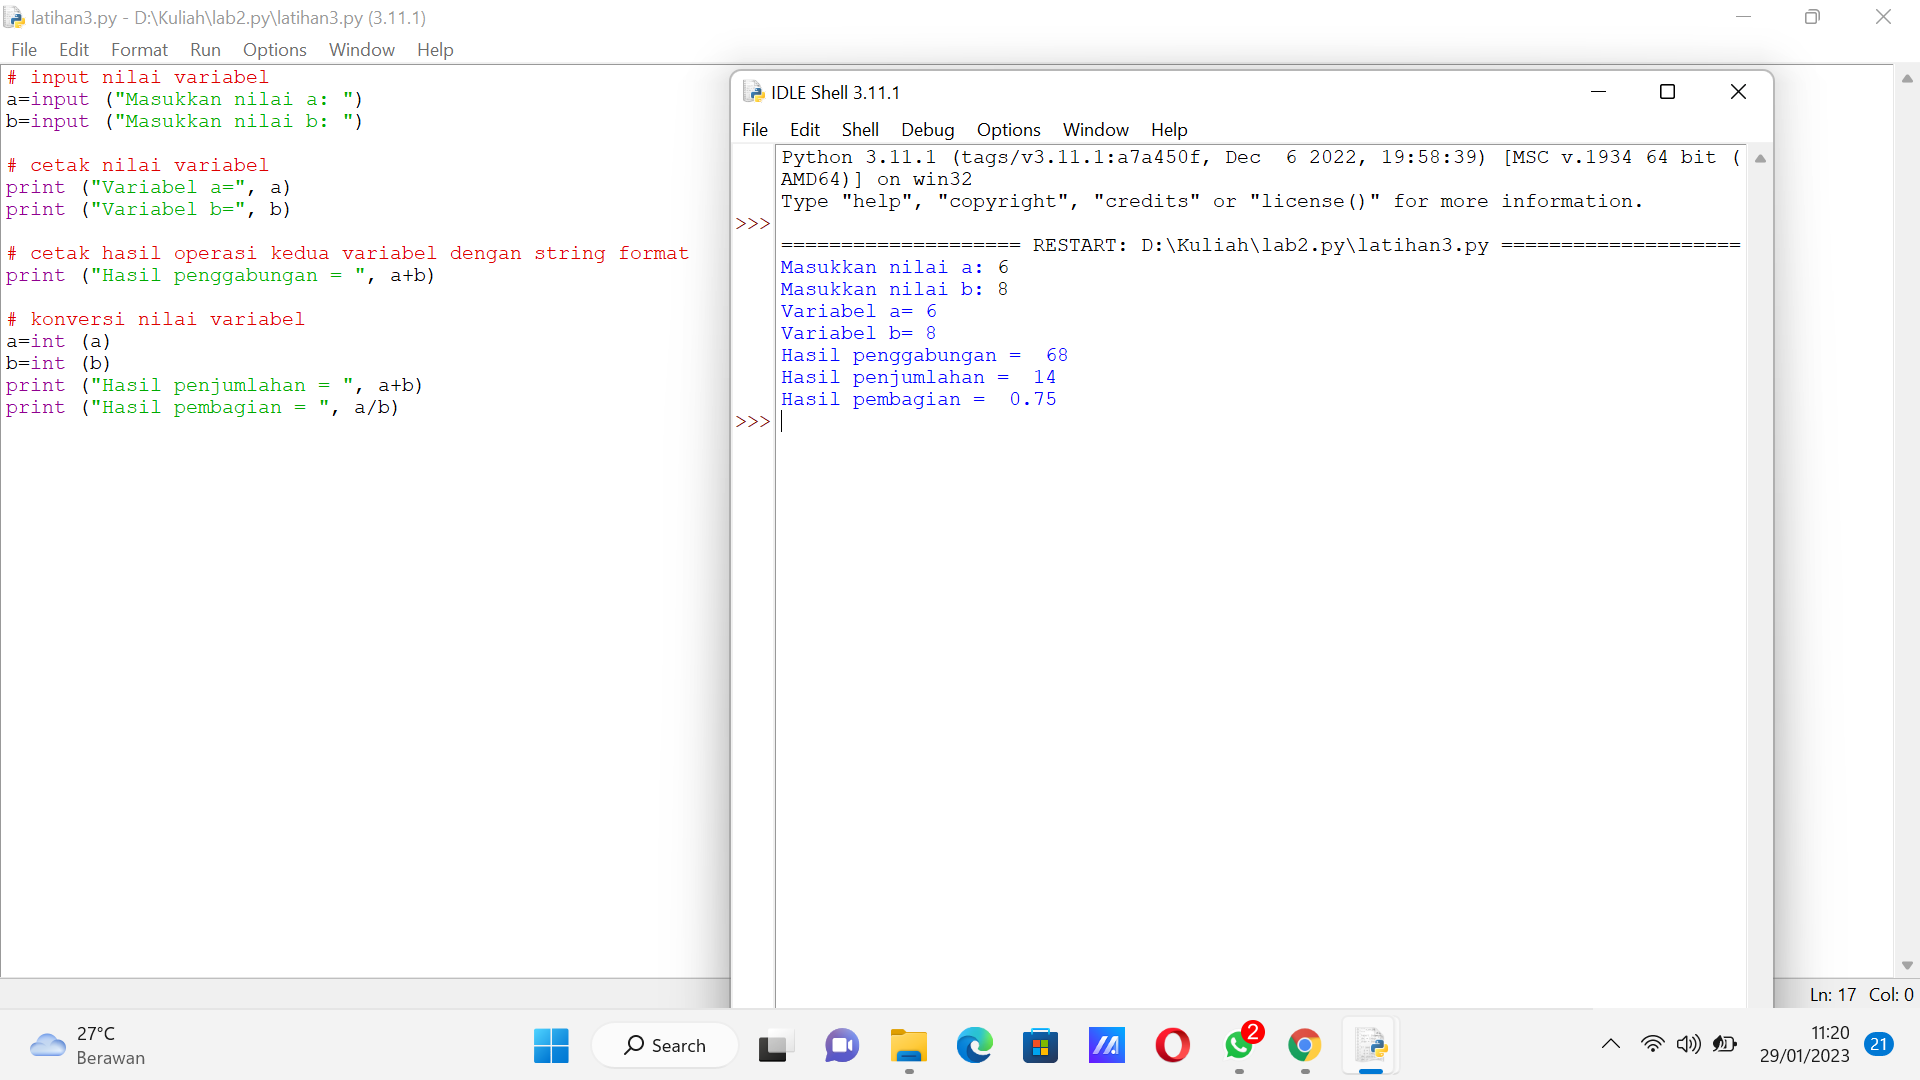 latihan3.py - D:\Kuliah\lab2.py\latihan3.py (3.11.1)
File Edit Format Run Options Window Help
# input nilai variabel
a=input ("Masukkan nilai a: ")
b=input ("Masukkan nilai b: ")
# cetak nilai variabel
print ("Variabel a=", a)
print ("Variabel b=", b)
# cetak hasil operasi kedua variabel dengan string format
print ("Hasil penggabungan = ", a+b)
# konversi nilai variabel
a=int (a)
b=int (b)
print ("Hasil penjumlahan = ", a+b)
print ("Hasil pembagian = ", a/b)
IDLE Shell 3.11.1
File Edit Shell Debug Options Window Help
Python 3.11.1 (tags/v3.11.1:a7a450f, Dec  6 2022, 19:58:39) [MSC v.1934 64 bit (
AMD64)] on win32
Type "help", "copyright", "credits" or "license()" for more information.
>>>
==================== RESTART: D:\Kuliah\lab2.py\latihan3.py ====================
Masukkan nilai a: 6
Masukkan nilai b: 8
Variabel a= 6
Variabel b= 8
Hasil penggabungan =  68
Hasil penjumlahan =  14
Hasil pembagian =  0.75
>>>
Ln: 17 Col: 0
27°C
Berawan
Search
2
11:20
29/01/2023
21